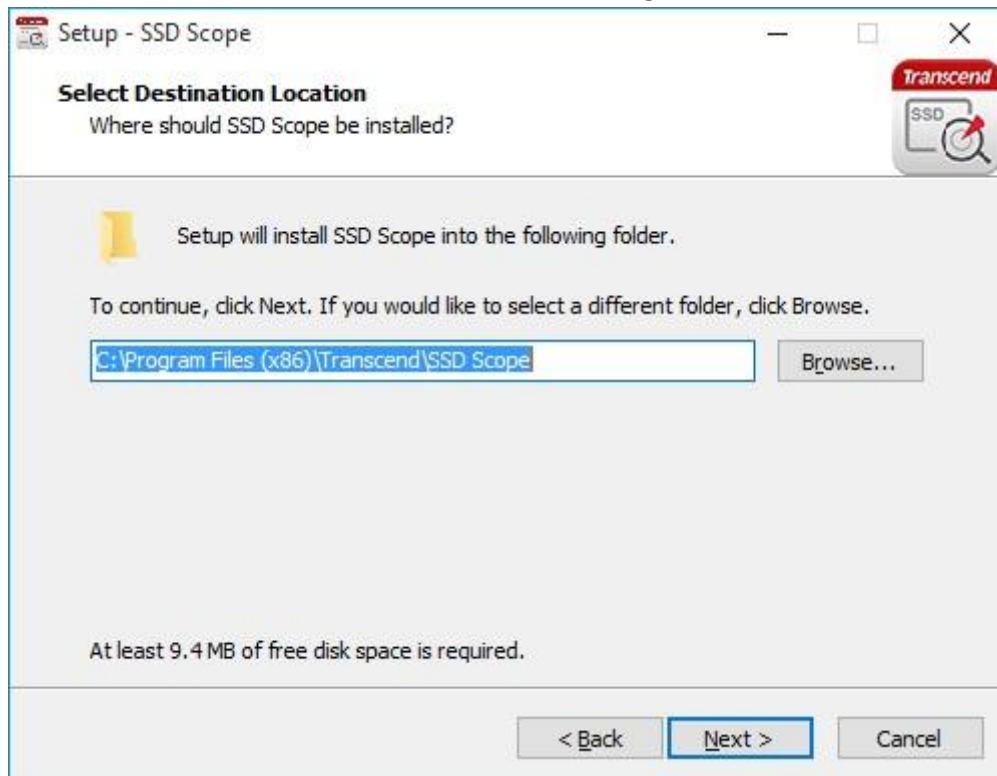 Setup - SSD Scope
Select Destination Location
Where should SSD Scope be installed?
Transcend
SSD
Setup will install SSD Scope into the following folder.
To continue, click Next. If you would like to select a different folder, click Browse.
C:\Program Files (x86)\Transcend\SSD Scope
Browse...
At least 9.4 MB of free disk space is required.
< Back
Next >
Cancel